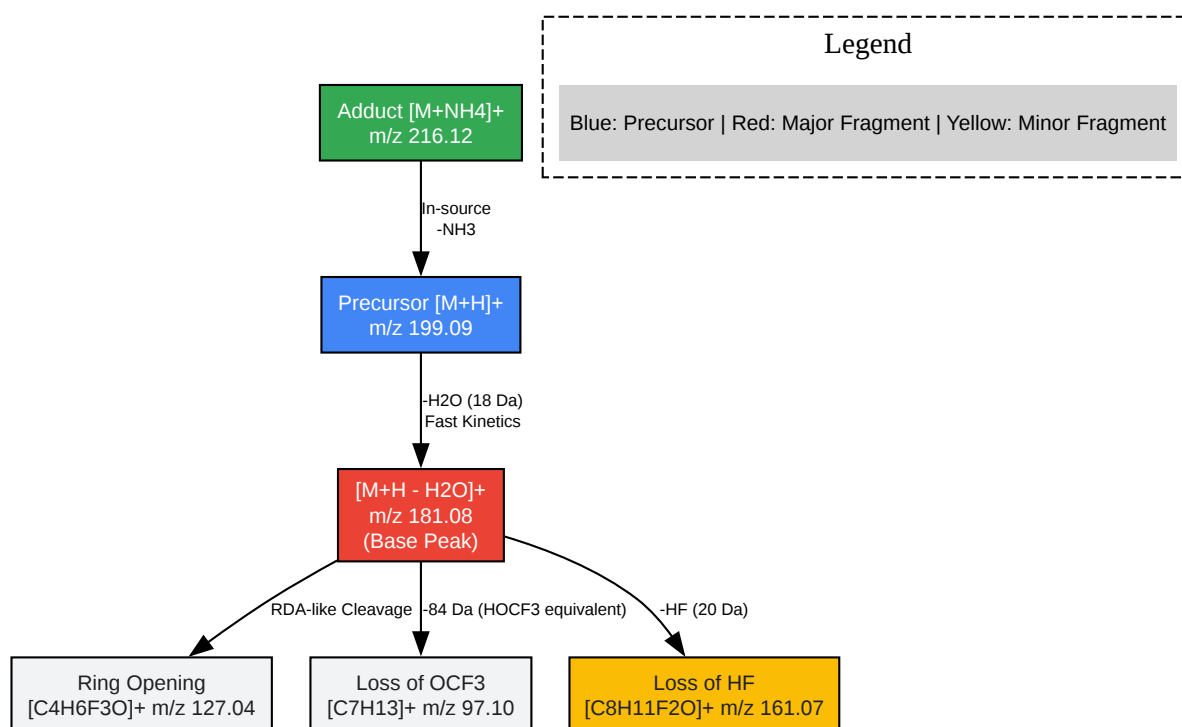 Legend
Blue: Precursor | Red: Major Fragment | Yellow: Minor Fragment
Adduct [M+NH4]+
m/z 216.12
In-source
-NH3
Precursor [M+H]+
m/z 199.09
-H2O (18 Da)
Fast Kinetics
[M+H - H2O]+
m/z 181.08
(Base Peak)
RDA-like Cleavage
-84 Da (HOCF3 equivalent)
-HF (20 Da)
Ring Opening
[C4H6F3O]+ m/z 127.04
Loss of OCF3
[C7H13]+ m/z 97.10
Loss of HF
[C8H11F2O]+ m/z 161.07